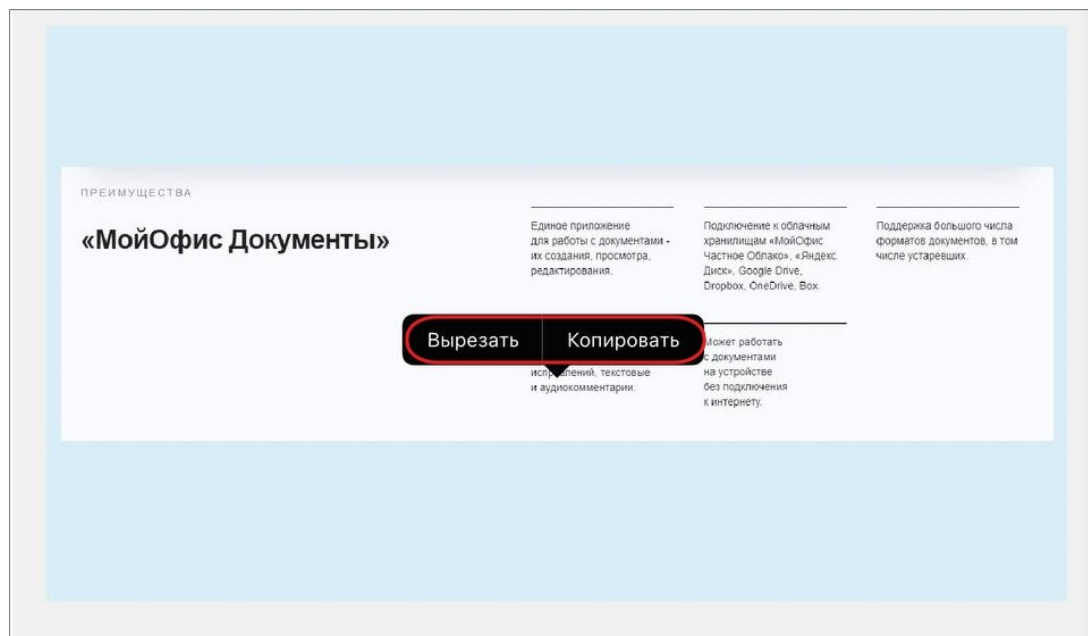 ПРЕИМУЩЕСТВА
«МойОфис Документы»
Единое приложение
для работы с документами -
их создания, просмотра,
редактирования.
Подключение к облачным
хранилищам «МойОфис
Частное Облако», «Яндекс.
Диск», Google Drive,
Dropbox, OneDrive, Box.
Поддержка большого числа
форматов документов, в том
числе устаревших.
Вырезать Копировать
текстовые
и аудиокомментарии.
Может работать
с документами
на устройстве
без подключения
к интернету.